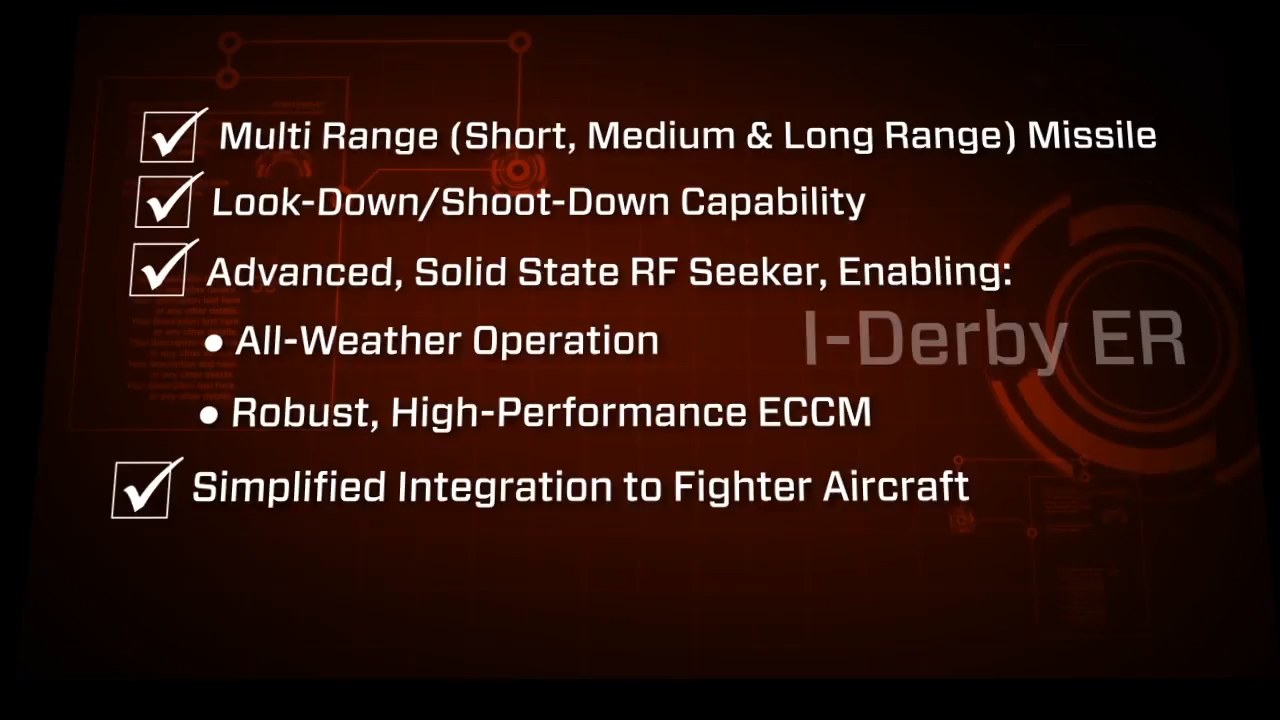 Multi Range (Short, Medium & Long Range) Missile
Look-Down/Shoot-Down Capability
Advanced, Solid State RF Seeker, Enabling:
• All-Weather Operation
I-Derby ER
• Robust, High-Performance ECCM
Simplified Integration to Fighter Aircraft